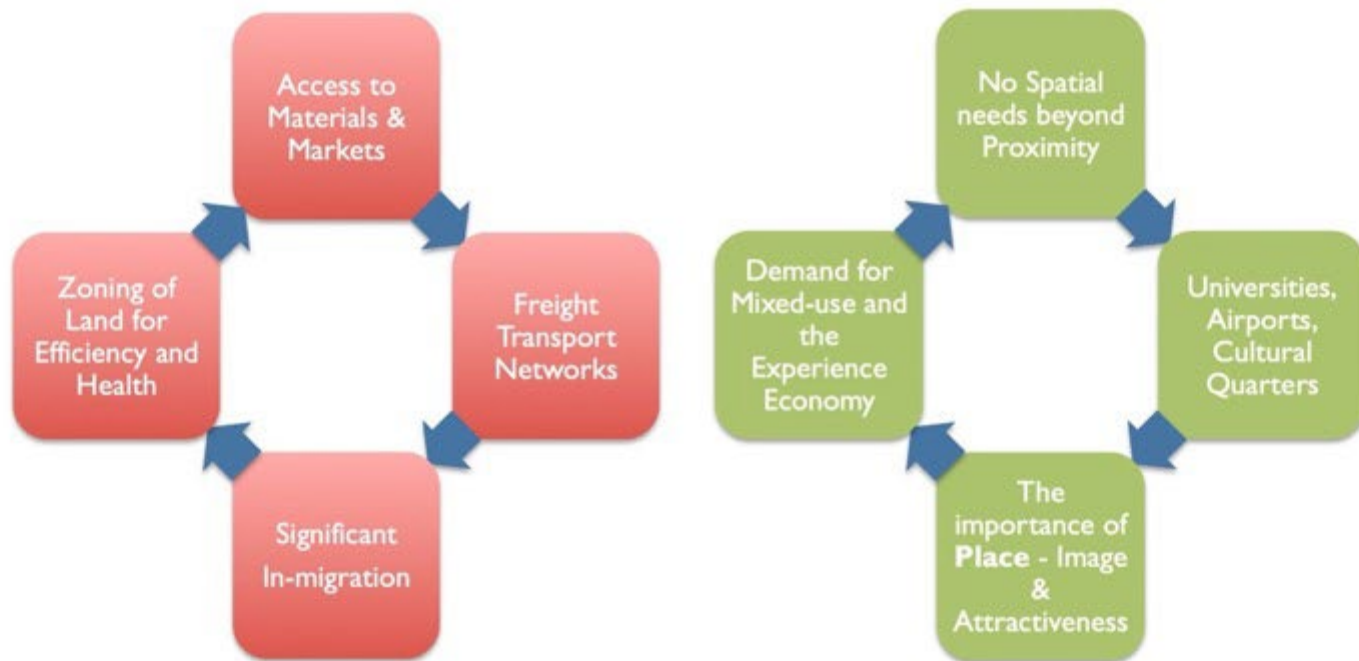 Access to
Materials &
Markets
Freight
Transport
Networks
Significant
In-migration
Zoning of
Land for
Efficiency and
Health
No Spatial
needs beyond
Proximity
Universities,
Airports,
Cultural
Quarters
The
importance of
Place - Image
&
Attractiveness
Demand for
Mixed-use and
the
Experience
Economy